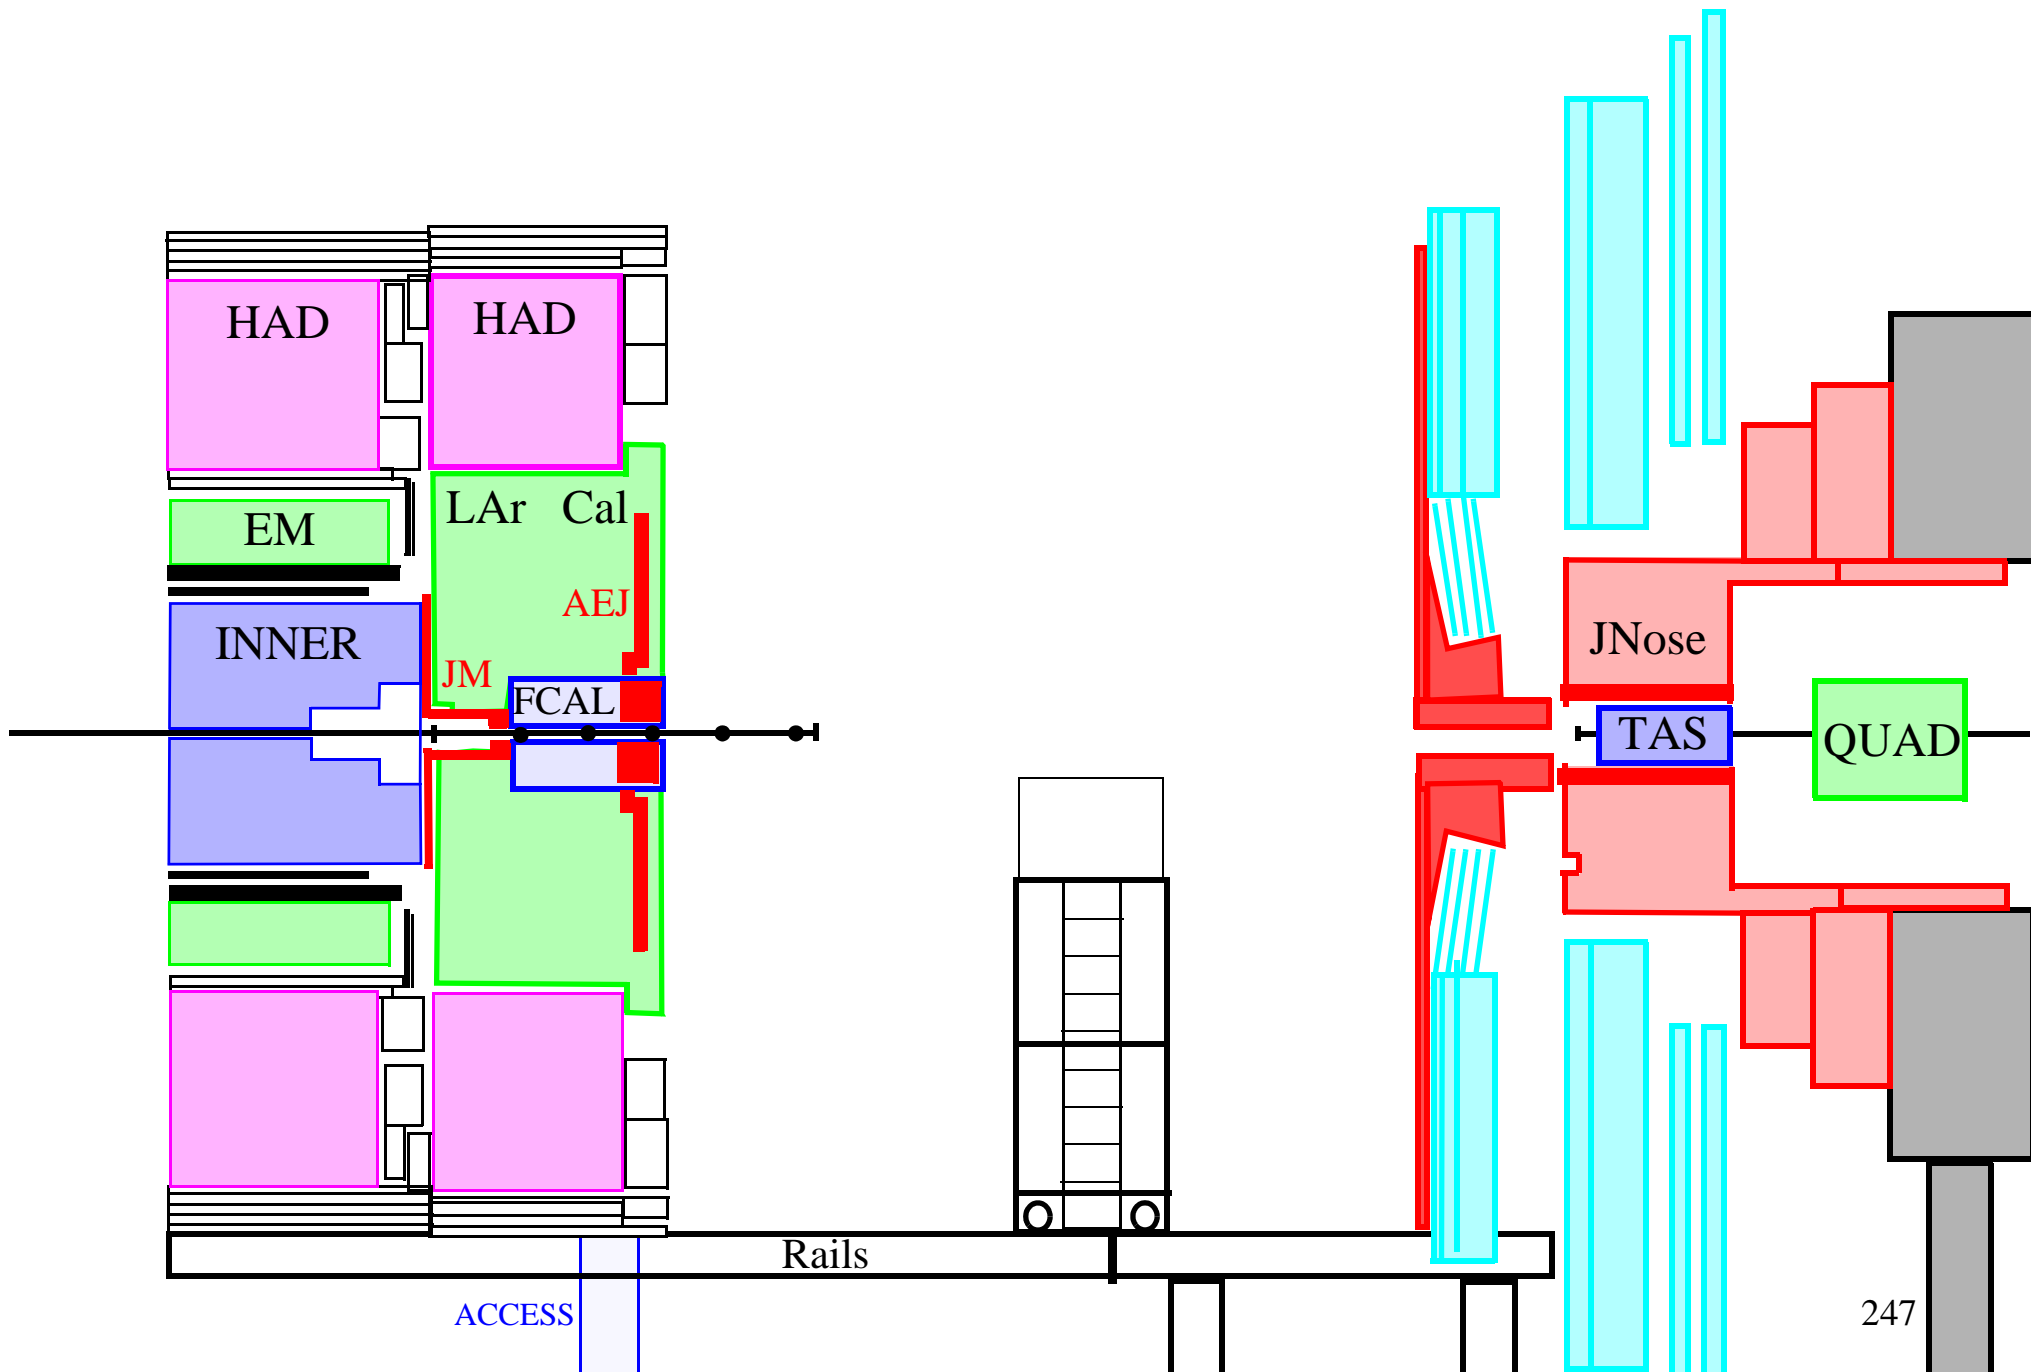 HAD
HAD
LAr Cal
EM
AEJ
INNER
JNose
JM
FCAL
TAS
QUAD
Rails
ACCESS
247